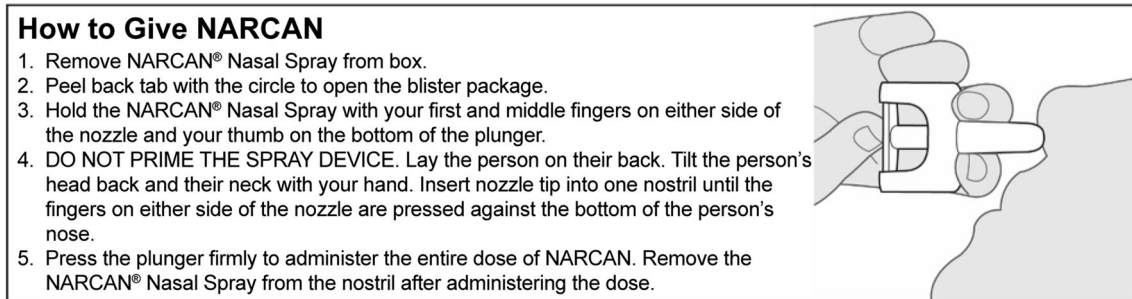 How to Give NARCAN
1. Remove NARCAN® Nasal Spray from box.
2. Peel back tab with the circle to open the blister package.
3. Hold the NARCAN® Nasal Spray with your first and middle fingers on either side of
the nozzle and your thumb on the bottom of the plunger.
4. DO NOT PRIME THE SPRAY DEVICE. Lay the person on their back. Tilt the person's
head back and their neck with your hand. Insert nozzle tip into one nostril until the
fingers on either side of the nozzle are pressed against the bottom of the person's
nose.
5. Press the plunger firmly to administer the entire dose of NARCAN. Remove the
NARCAN® Nasal Spray from the nostril after administering the dose.